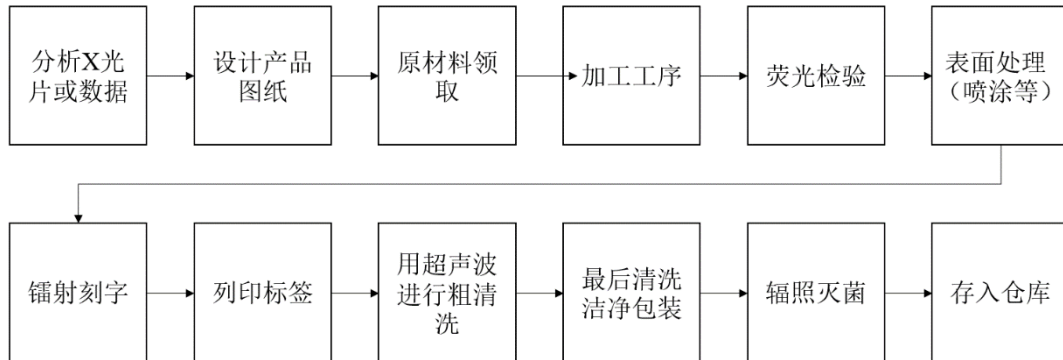 分析X光
片或数据
设计产品
图纸
原材料领
取
加工工序
荧光检验
表面处理
（喷涂等）
镭射刻字
列印标签
用超声波
进行粗清
洗
最后清洗
洁净包装
辐照灭菌
存入仓库